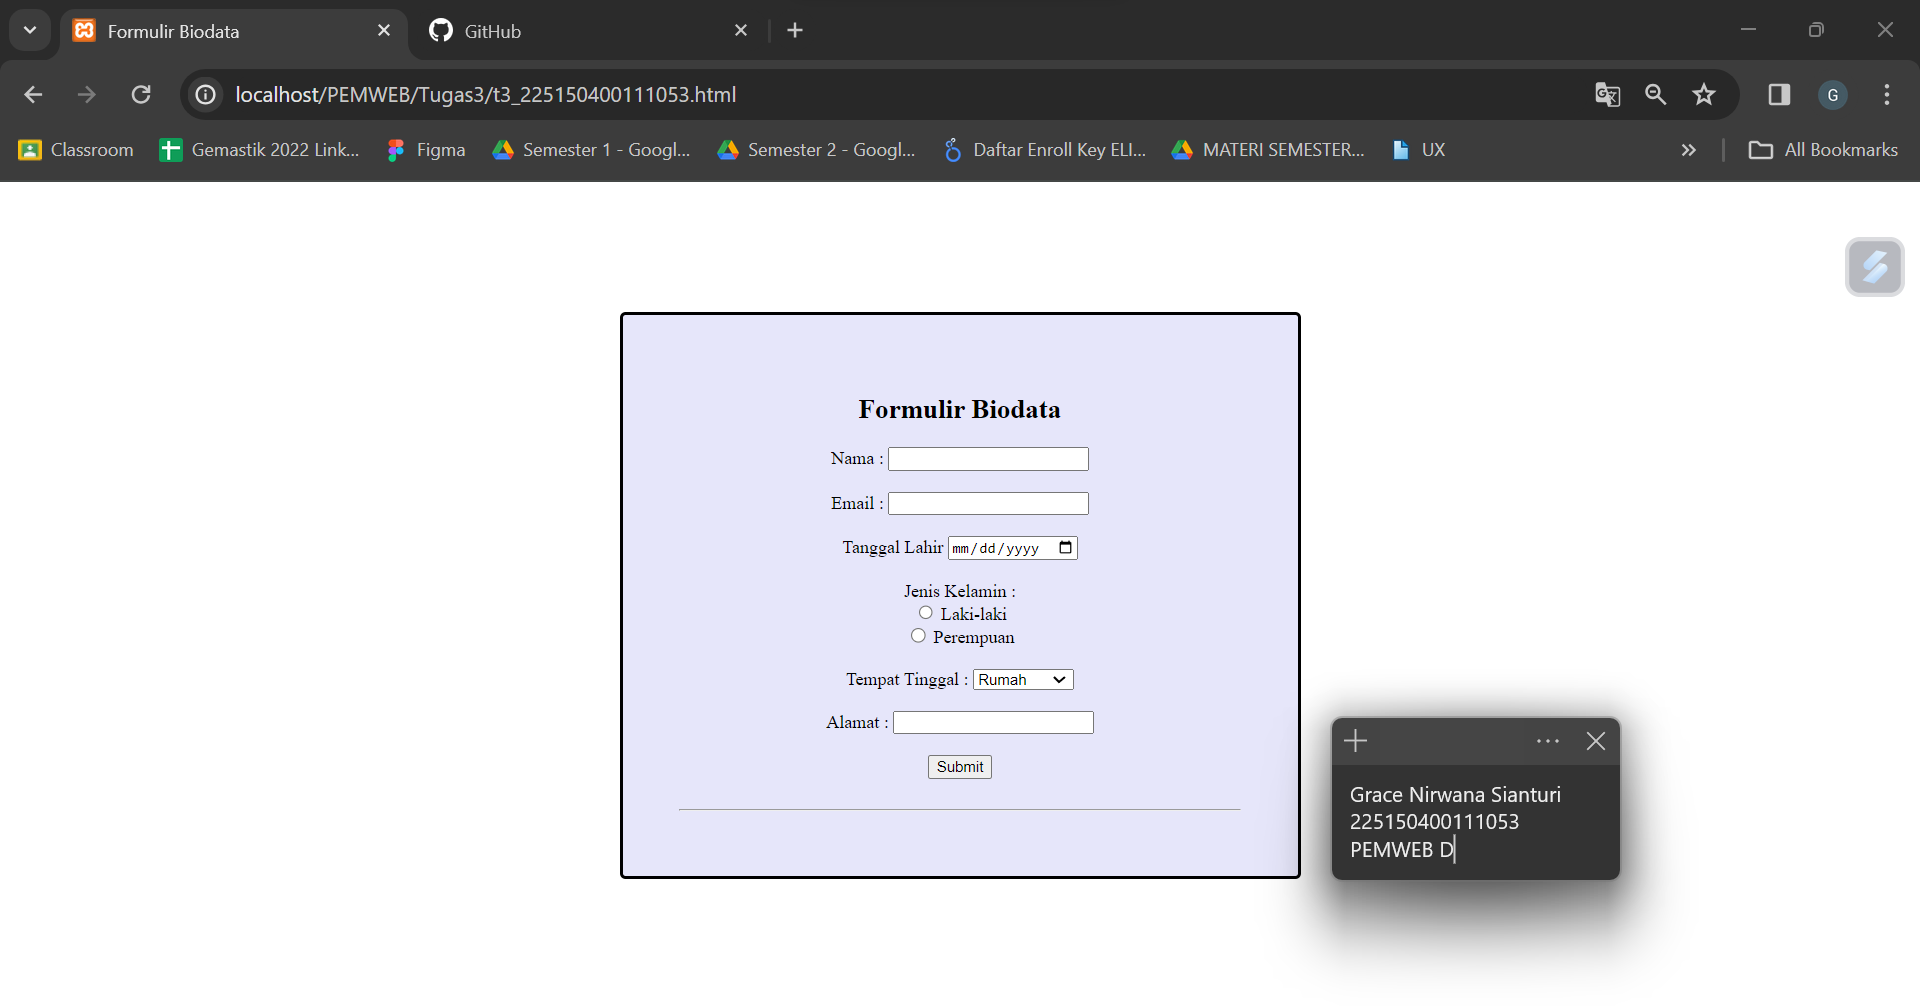 Formulir Biodata
GitHub
localhost/PEMWEB/Tugas3/t3_225150400111053.html
G
Classroom
Gemastik 2022 Link...
Figma
Semester 1 - Googl...
Semester 2 - Googl...
Daftar Enroll Key ELI...
MATERI SEMESTER...
UX
All Bookmarks
Formulir Biodata
Nama :
Email :
Tanggal Lahir mm/dd/yyyy
Jenis Kelamin :
Laki-laki
Perempuan
Tempat Tinggal : Rumah
Alamat :
Submit
Grace Nirwana Sianturi
225150400111053
PEMWEB D